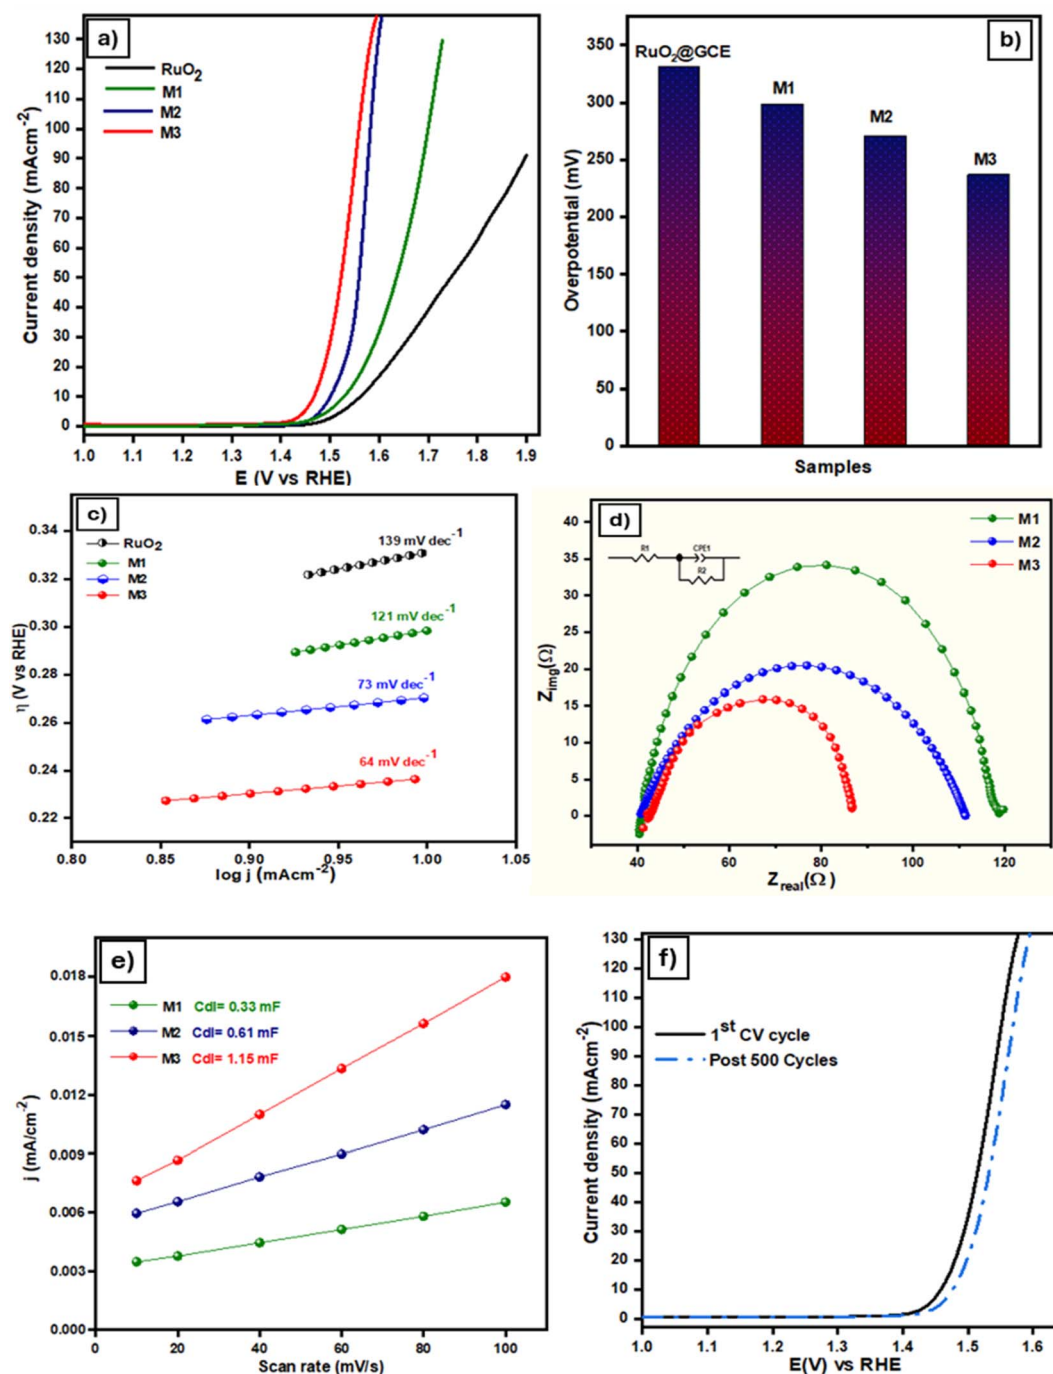 a)
RuO₂
M1
M2
M3
Current density (mAcm⁻²)
130
120
110
100
90
80
70
60
50
40
30
20
10
0
1.0 1.1 1.2 1.3 1.4 1.5 1.6 1.7 1.8 1.9
E (V vs RHE)
b)
RuO₂@GCE
M1
M2
M3
Overpotential (mV)
350
300
250
200
150
100
50
0
Samples
c)
RuO₂
M1
M2
M3
139 mV dec⁻¹
121 mV dec⁻¹
73 mV dec⁻¹
64 mV dec⁻¹
η (V vs RHE)
0.34
0.32
0.30
0.28
0.26
0.24
0.22
0.80 0.85 0.90 0.95 1.00 1.05
log j (mAcm⁻²)
d)
R1
CPE1
R2
M1
M2
M3
Z_img(Ω)
40
35
30
25
20
15
10
5
0
40 60 80 100 120
Z_real(Ω)
e)
M1 Cdl= 0.33 mF
M2 Cdl= 0.61 mF
M3 Cdl= 1.15 mF
j (mA/cm⁻²)
0.018
0.015
0.012
0.009
0.006
0.003
0.000
0 20 40 60 80 100
Scan rate (mV/s)
f)
1ˢᵗ CV cycle
Post 500 Cycles
Current density (mAcm⁻²)
130
120
110
100
90
80
70
60
50
40
30
20
10
0
1.0 1.1 1.2 1.3 1.4 1.5 1.6
E(V) vs RHE